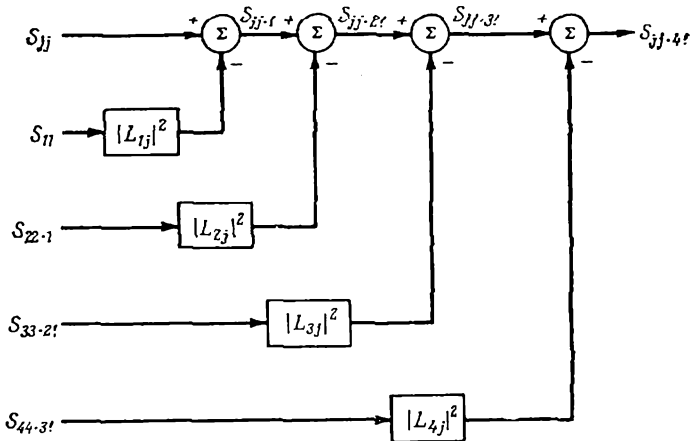 S_jj + Σ S_jj·1 + Σ S_jj·2! + Σ S_jj·3! + Σ S_jj·4!
− − − −
S_11 |L_1j|^2
S_22·1 |L_2j|^2
S_33·2! |L_3j|^2
S_44·3! |L_4j|^2